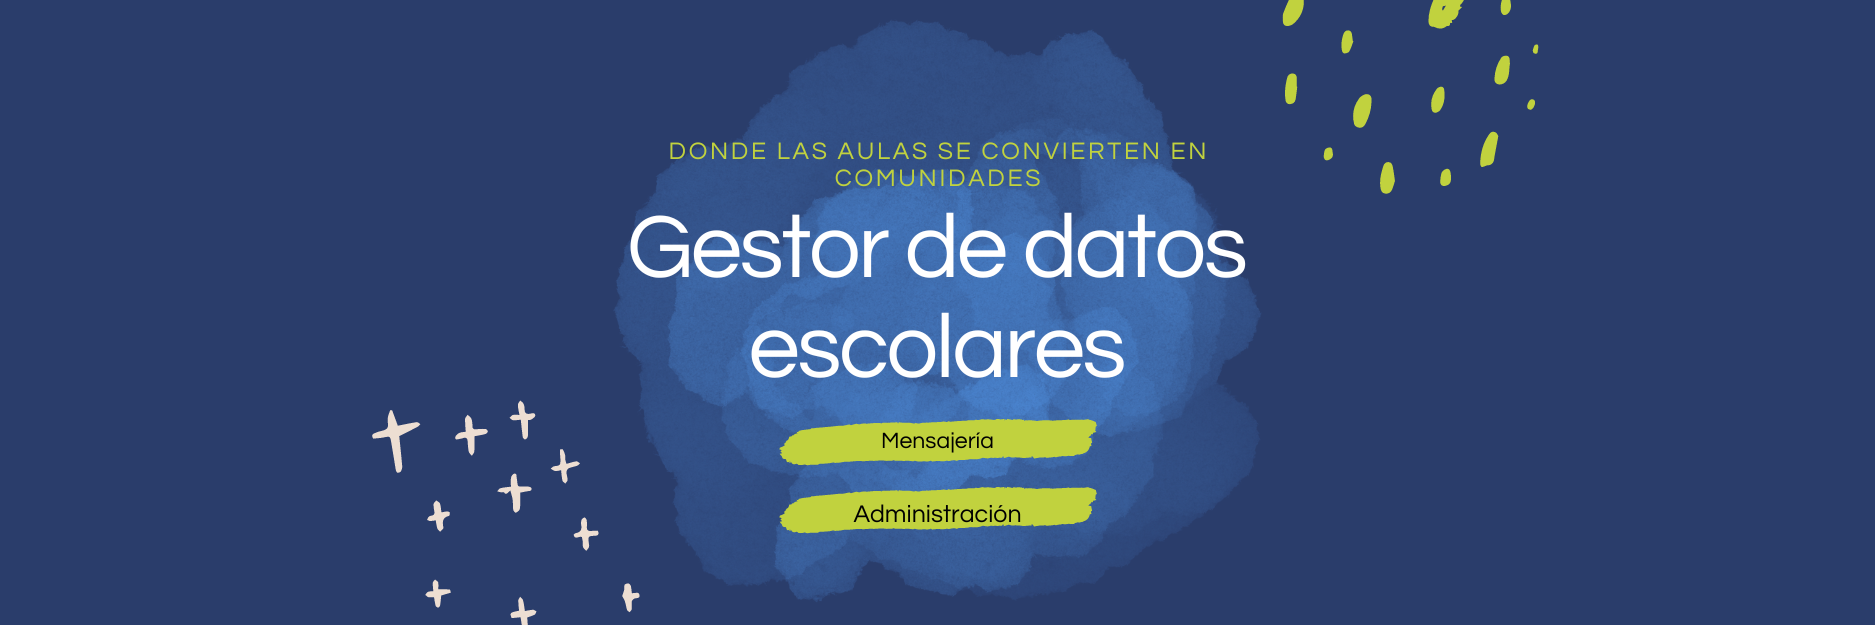 DONDE LAS AULAS SE CONVIERTEN EN
COMUNIDADES
Gestor de datos
escolares
Mensajería
Administración